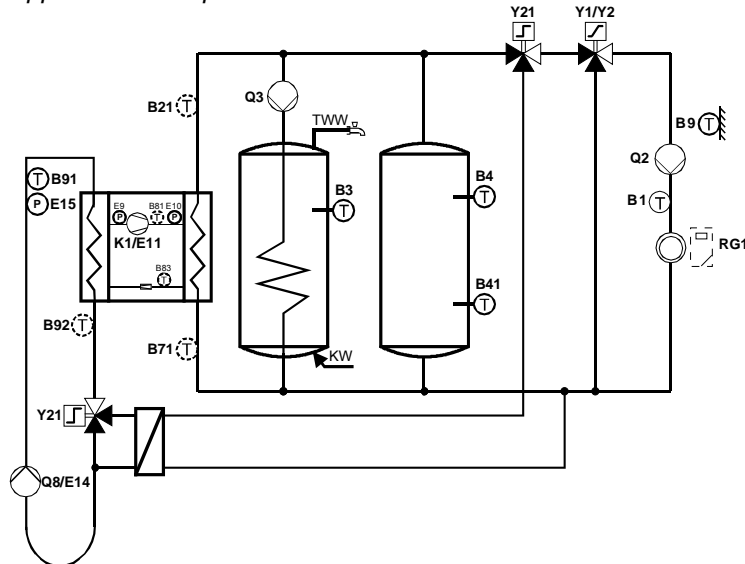 Y21
Y1/Y2
B21
Q3
TWW
B9
Q2
B91
E15
E9
B81
E10
K1/E11
B3
B4
B1
RG1
B83
B41
B92
B71
KW
Y21
Q8/E14
T
T
P
P
T
P
T
T
T
T
T
T
T
T